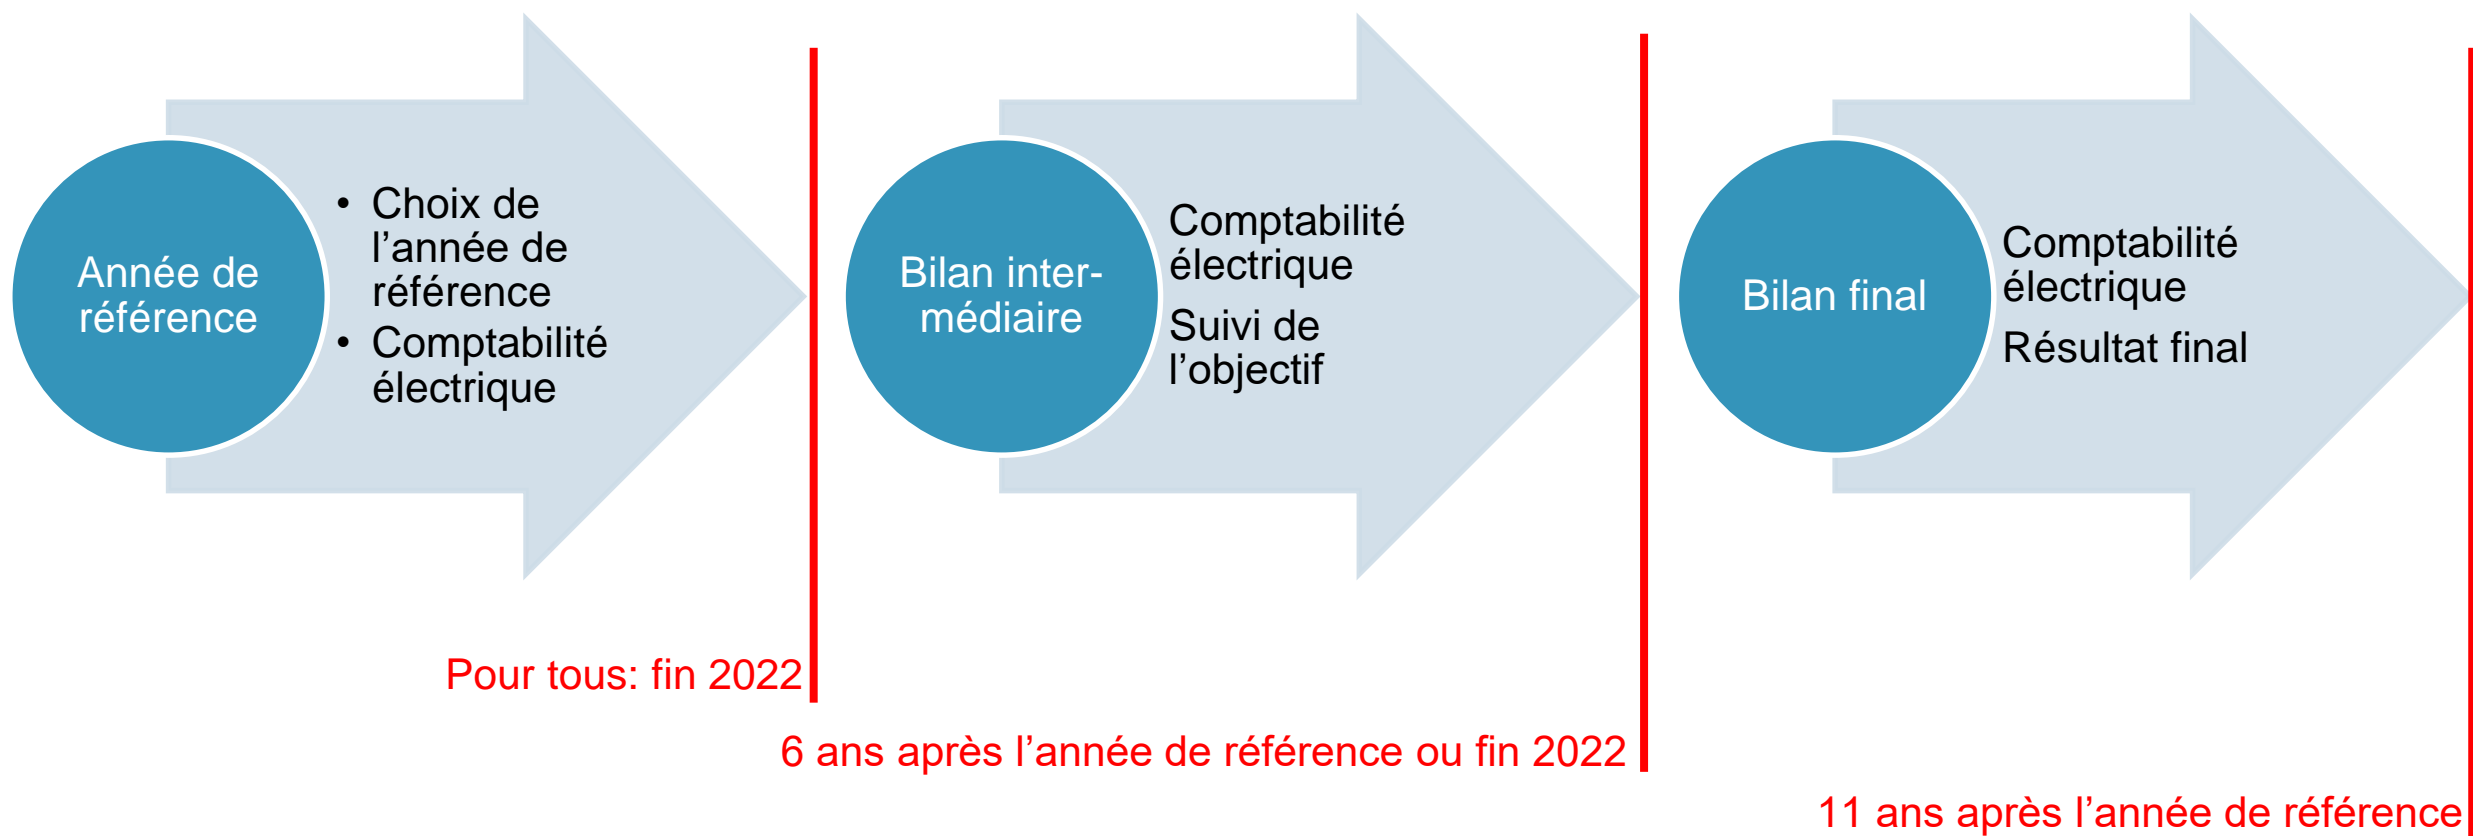 Année de
référence
• Choix de
l’année de
référence
• Comptabilité
électrique
Bilan inter-
médiaire
Comptabilité
électrique
Suivi de
l’objectif
Bilan final
Comptabilité
électrique
Résultat final
Pour tous: fin 2022
6 ans après l’année de référence ou fin 2022
11 ans après l’année de référence